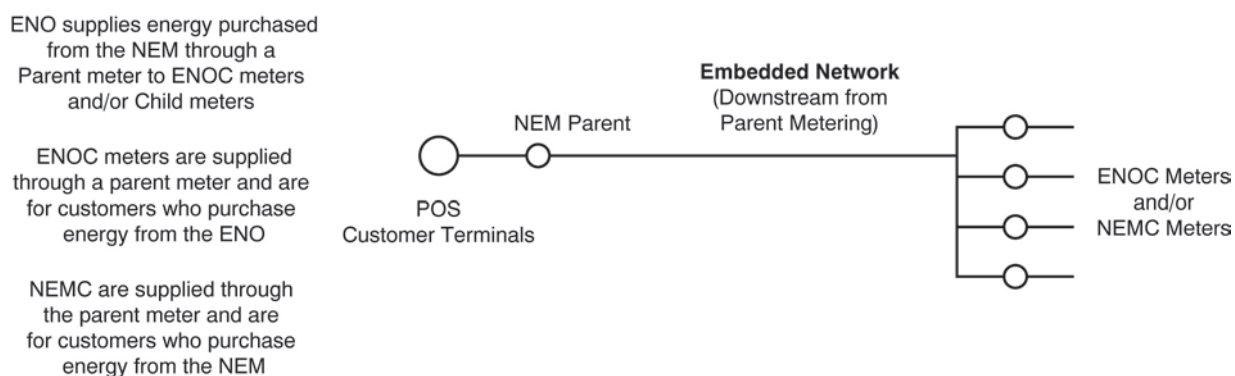 ENO supplies energy purchased
from the NEM through a
Parent meter to ENOC meters
and/or Child meters
ENOC meters are supplied
through a parent meter and are
for customers who purchase
energy from the ENO
NEMC are supplied through
the parent meter and are
for customers who purchase
energy from the NEM
POS
Customer Terminals
NEM Parent
Embedded Network
(Downstream from
Parent Metering)
ENOC Meters
and/or
NEMC Meters